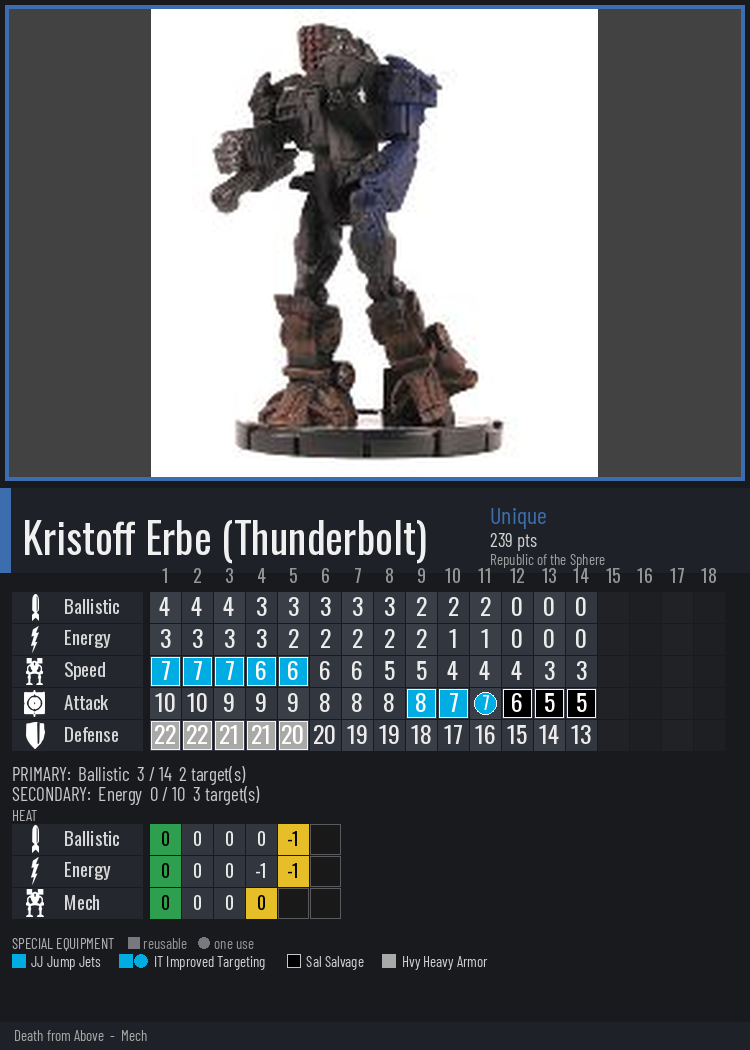 Kristoff Erbe (Thunderbolt)
Unique
239 pts
Republic of the Sphere
1 2 3 4 5 6 7 8 9 10 11 12 13 14 15 16 17 18
Ballistic 4 4 4 3 3 3 3 3 2 2 2 0 0 0
Energy 3 3 3 3 2 2 2 2 2 1 1 0 0 0
Speed 7 7 7 6 6 6 6 5 5 4 4 4 3 3
Attack 10 10 9 9 9 8 8 8 8 7 7 6 5 5
Defense 22 22 21 21 20 20 19 19 18 17 16 15 14 13
PRIMARY: Ballistic 3 / 14 2 target(s)
SECONDARY: Energy 0 / 10 3 target(s)
HEAT
Ballistic 0 0 0 0 -1
Energy 0 0 0 -1 -1
Mech 0 0 0 0
SPECIAL EQUIPMENT reusable one use
JJ Jump Jets IT Improved Targeting Sal Salvage Hvy Heavy Armor
Death from Above - Mech